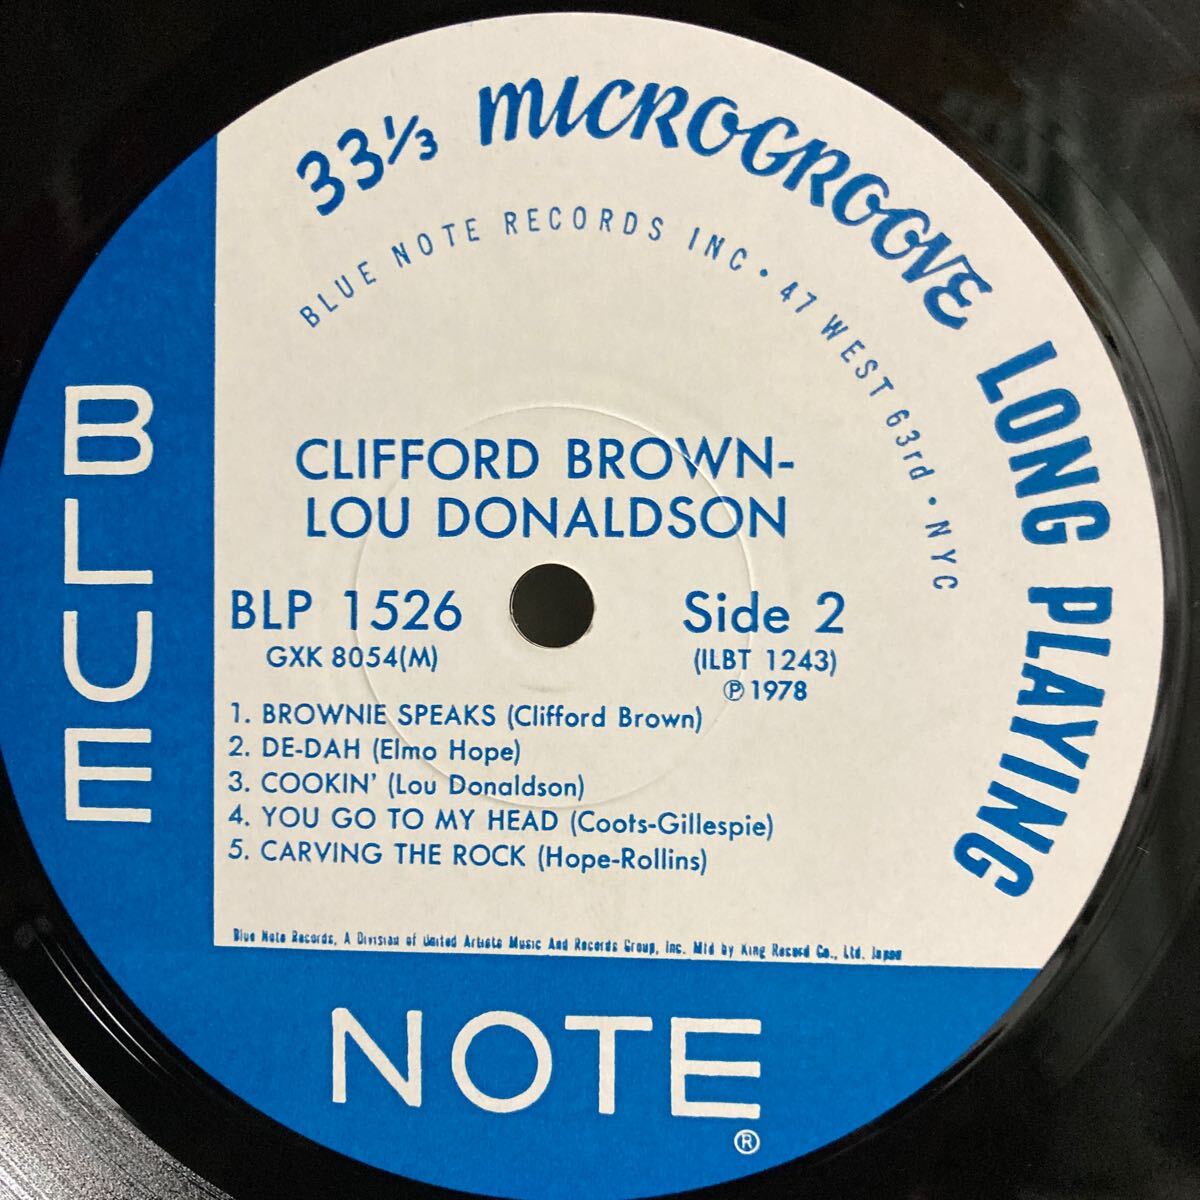 33⅓ MICROGROOVE LONG PLAYING
BLUE NOTE RECORDS INC • 47 WEST 63rd • NYC
CLIFFORD BROWN-
LOU DONALDSON
BLP 1526
Side 2
GXK 8054(M)
(ILBT 1243)
Ⓟ 1978
1. BROWNIE SPEAKS (Clifford Brown)
2. DE-DAH (Elmo Hope)
3. COOKIN' (Lou Donaldson)
4. YOU GO TO MY HEAD (Coots-Gillespie)
5. CARVING THE ROCK (Hope-Rollins)
Blue Note Records, A Division of United Artists Music And Records Group, Inc. Mfd by King Record Co., Ltd. Japan
BLUE
NOTE
®